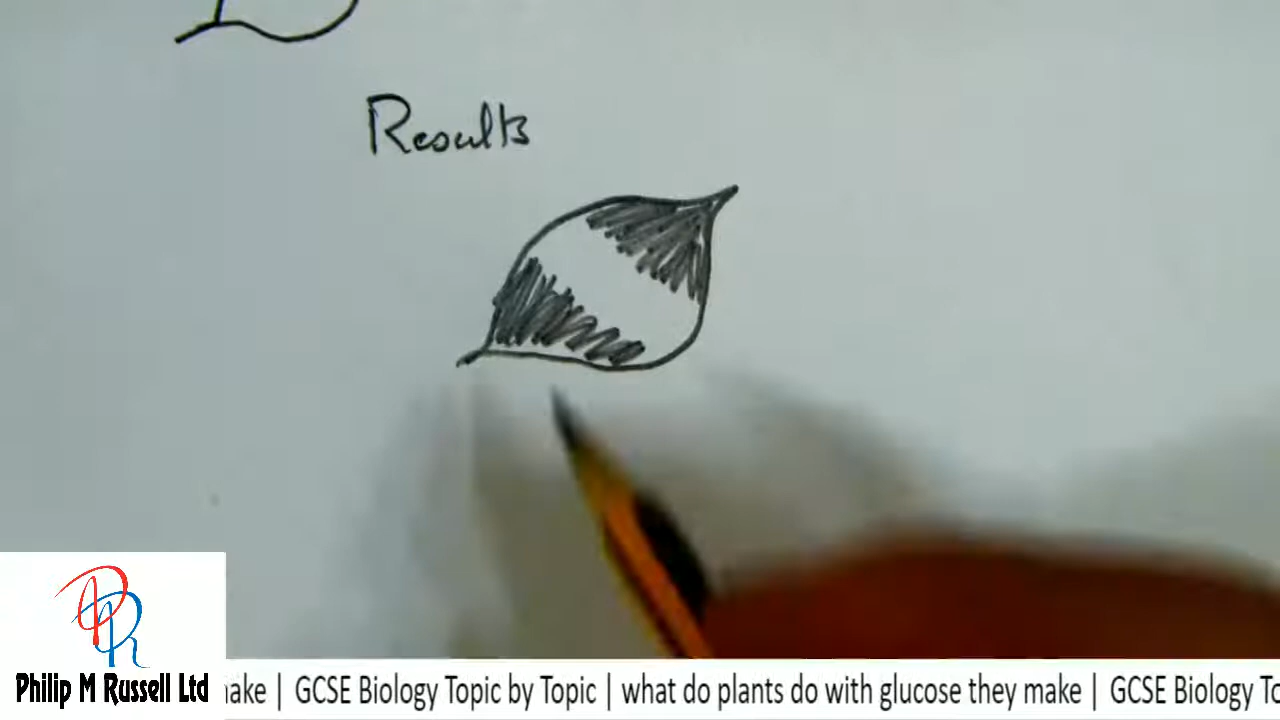 Results
Philip M Russell Ltd
make | GCSE Biology Topic by Topic | what do plants do with glucose they make | GCSE Biology To